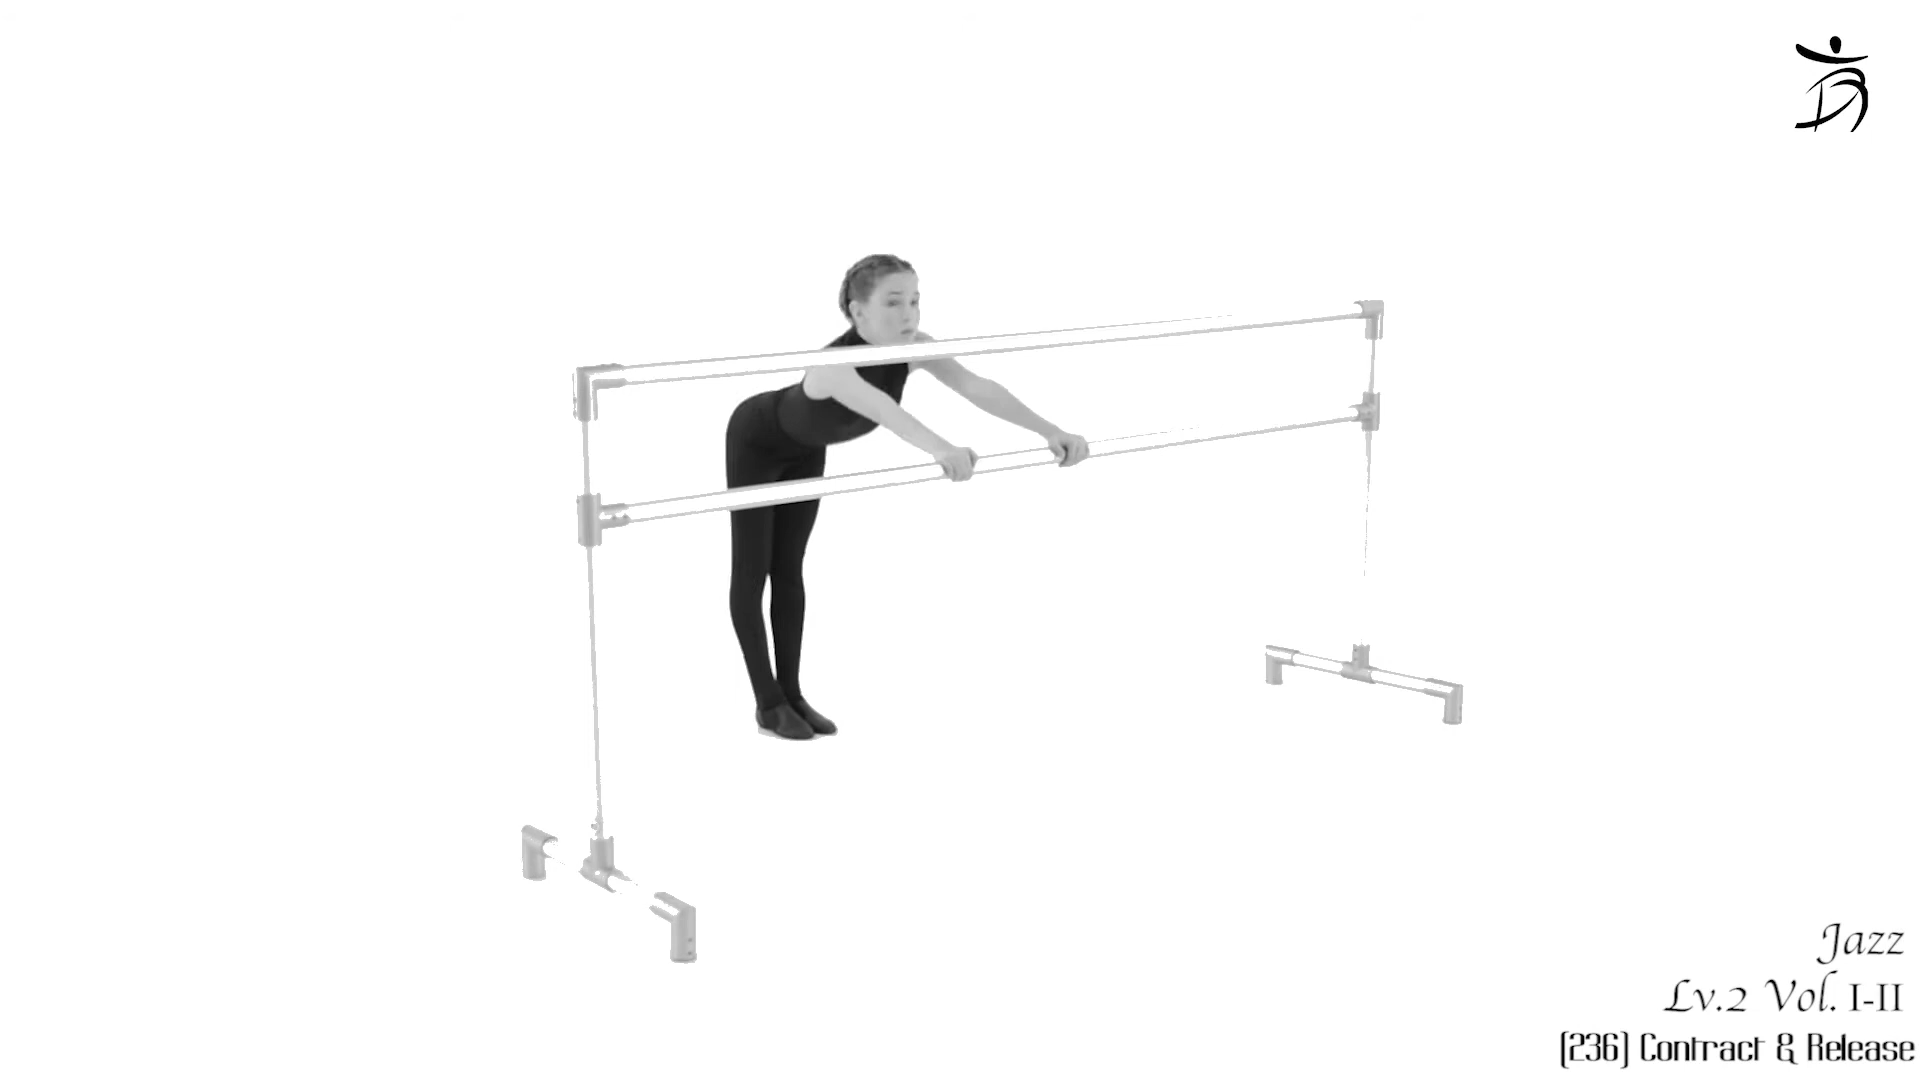 Jazz
Lv.2 Vol. I-II
[236] Contract & Release